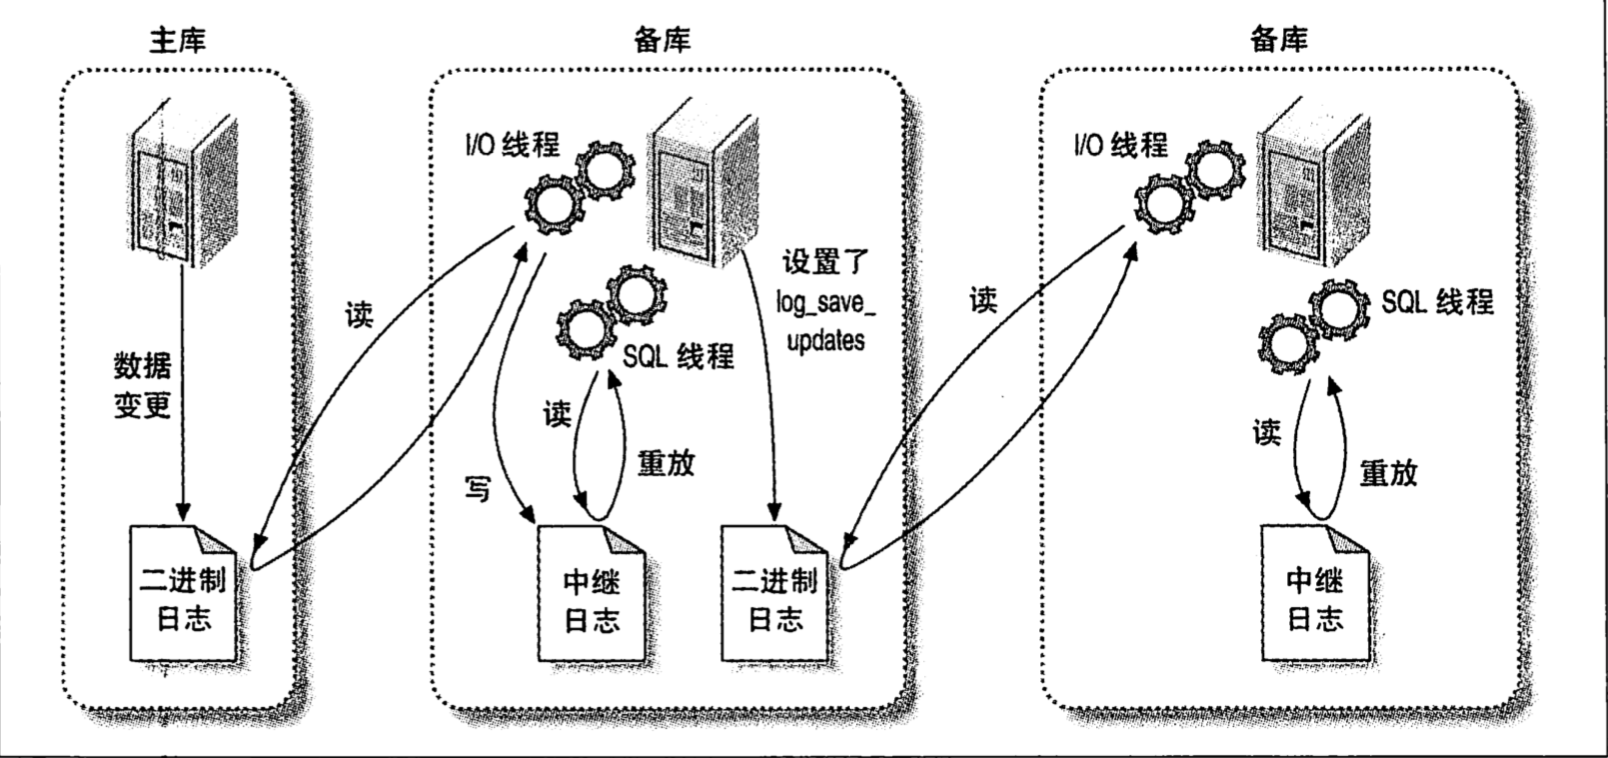 主库
备库
备库
I/O 线程
I/O 线程
设置了
log_save_
updates
SQL 线程
读
读
数据
变更
SQL 线程
读
重放
写
读
重放
二进制
日志
中继
日志
二进制
日志
中继
日志